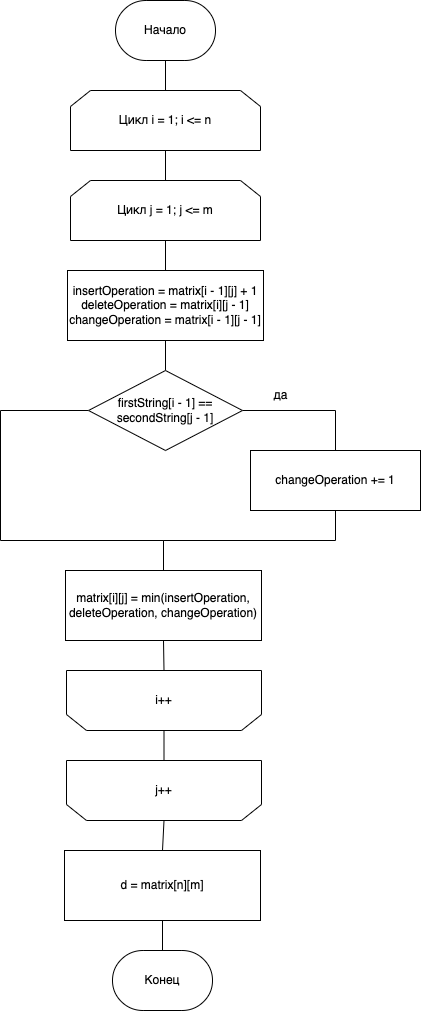 Начало
Цикл i = 1; i <= n
Цикл j = 1; j <= m
insertOperation = matrix[i - 1][j] + 1
deleteOperation = matrix[i][j - 1]
changeOperation = matrix[i - 1][j - 1]
firstString[i - 1] ==
secondString[j - 1]
да
changeOperation += 1
matrix[i][j] = min(insertOperation,
deleteOperation, changeOperation)
i++
j++
d = matrix[n][m]
Конец